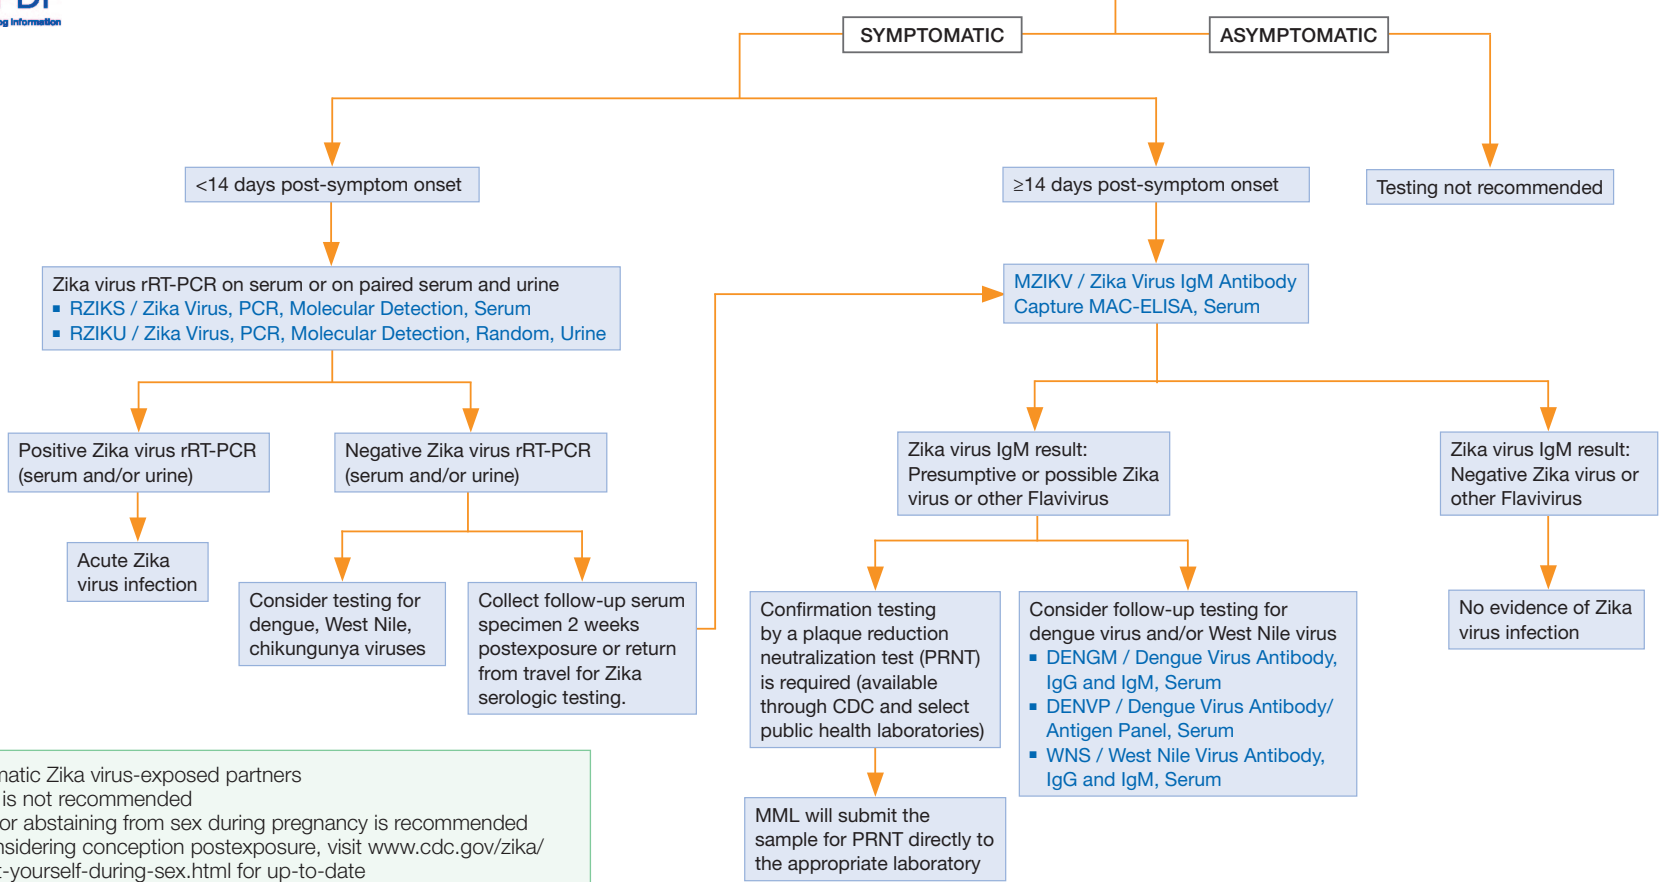 og Information
SYMPTOMATIC
ASYMPTOMATIC
<14 days post-symptom onset
≥14 days post-symptom onset
Testing not recommended
Zika virus rRT-PCR on serum or on paired serum and urine
▪ RZIKS / Zika Virus, PCR, Molecular Detection, Serum
▪ RZIKU / Zika Virus, PCR, Molecular Detection, Random, Urine
MZIKV / Zika Virus IgM Antibody
Capture MAC-ELISA, Serum
Positive Zika virus rRT-PCR
(serum and/or urine)
Negative Zika virus rRT-PCR
(serum and/or urine)
Zika virus IgM result:
Presumptive or possible Zika
virus or other Flavivirus
Zika virus IgM result:
Negative Zika virus or
other Flavivirus
Acute Zika
virus infection
Consider testing for
dengue, West Nile,
chikungunya viruses
Collect follow-up serum
specimen 2 weeks
postexposure or return
from travel for Zika
serologic testing.
Confirmation testing
by a plaque reduction
neutralization test (PRNT)
is required (available
through CDC and select
public health laboratories)
Consider follow-up testing for
dengue virus and/or West Nile virus
▪ DENGM / Dengue Virus Antibody,
IgG and IgM, Serum
▪ DENVP / Dengue Virus Antibody/
Antigen Panel, Serum
▪ WNS / West Nile Virus Antibody,
IgG and IgM, Serum
No evidence of Zika
virus infection
MML will submit the
sample for PRNT directly to
the appropriate laboratory
matic Zika virus-exposed partners
is not recommended
or abstaining from sex during pregnancy is recommended
nsidering conception postexposure, visit www.cdc.gov/zika/
t-yourself-during-sex.html for up-to-date